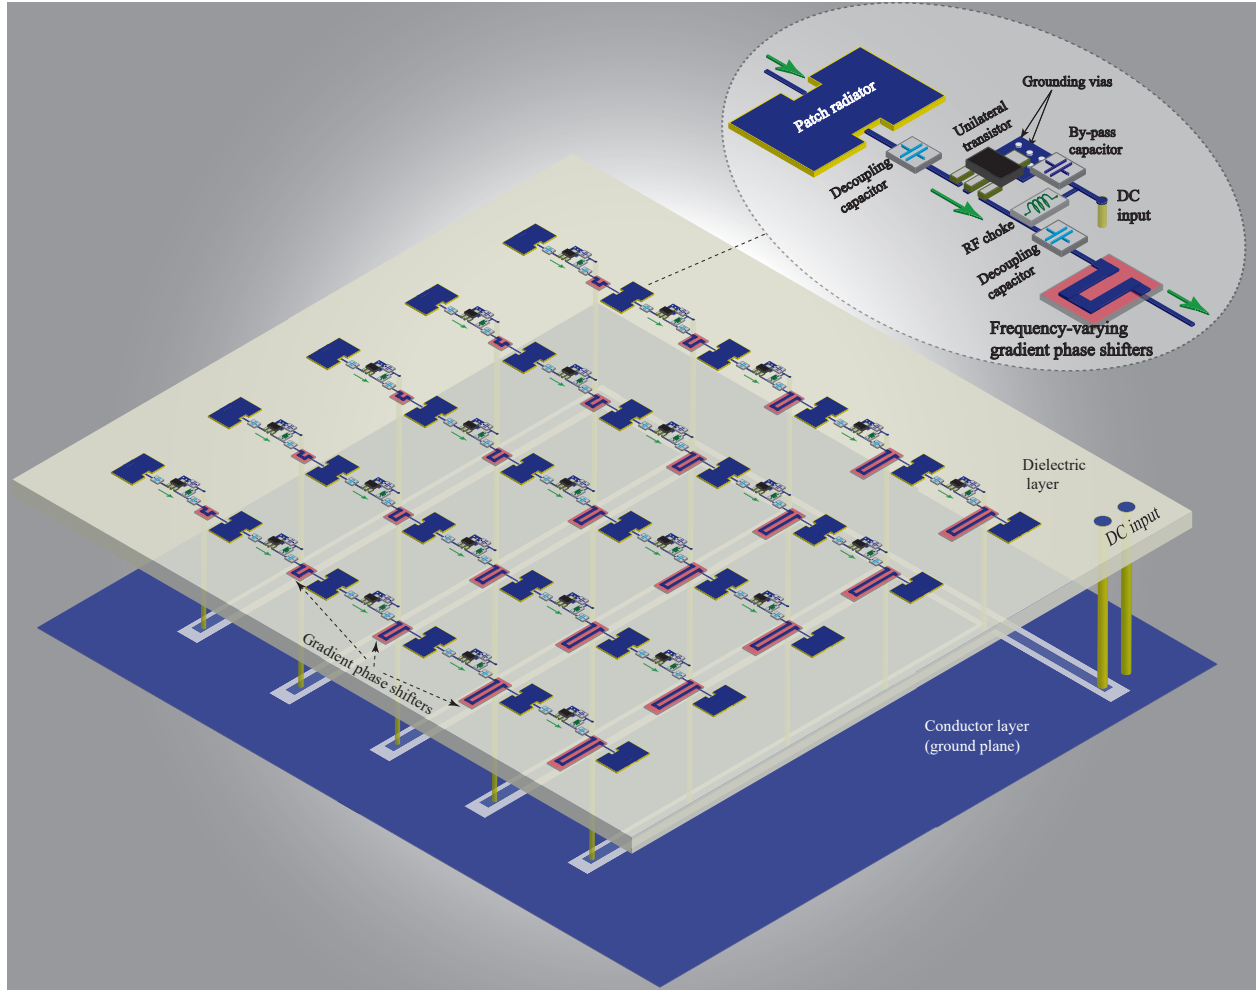 Grounding vias
Patch radiator
Unilateral
transistor
By-pass
capacitor
Decoupling
capacitor
DC
input
RF choke
Decoupling
capacitor
Frequency-varying
gradient phase shifters
Dielectric
layer
DC input
Gradient phase shifters
Conductor layer
(ground plane)